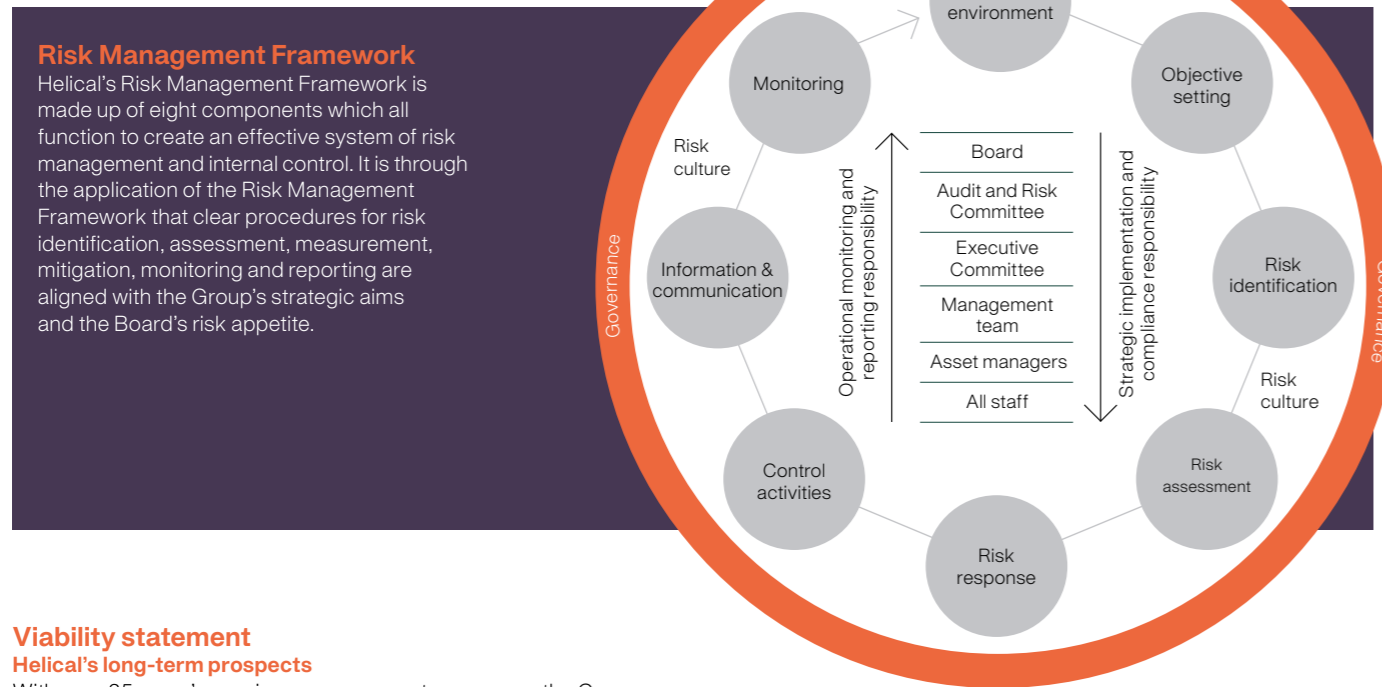 Risk Management Framework
Helical's Risk Management Framework is
made up of eight components which all
function to create an effective system of risk
management and internal control. It is through
the application of the Risk Management
Framework that clear procedures for risk
identification, assessment, measurement,
mitigation, monitoring and reporting are
aligned with the Group's strategic aims
and the Board's risk appetite.
environment
Objective
setting
Risk
identification
Risk
culture
Risk
assessment
Risk
response
Control
activities
Information &
communication
Risk
culture
Monitoring
Governance
Governance
Operational monitoring and
reporting responsibility
Board
Audit and Risk
Committee
Executive
Committee
Management
team
Asset managers
All staff
Strategic implementation and
compliance responsibility
Viability statement
Helical's long-term prospects